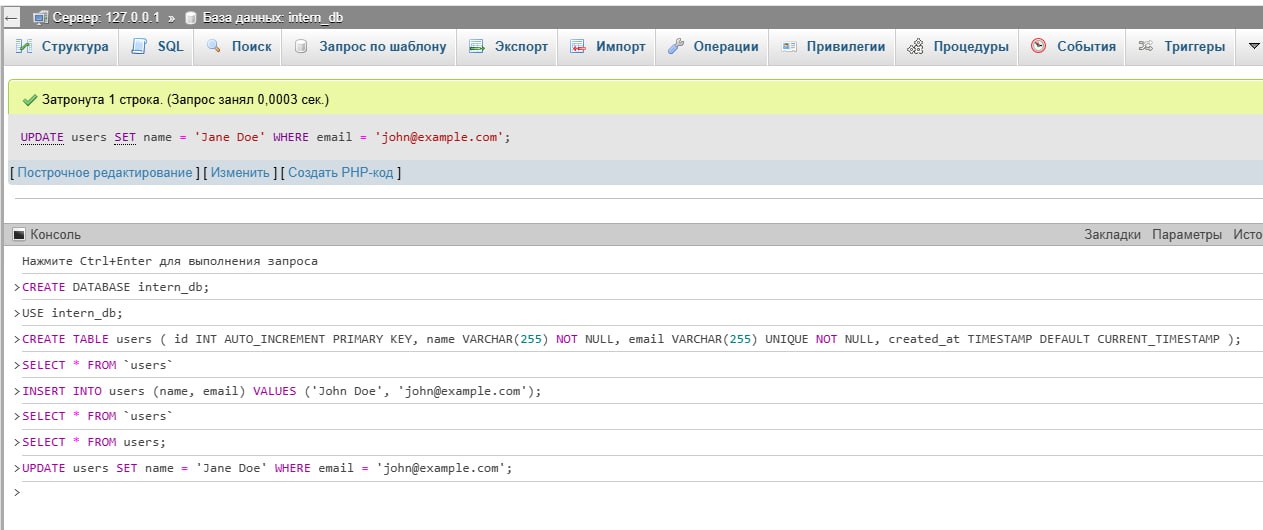 ← Сервер: 127.0.0.1 » База данных: intern_db
Структура SQL Поиск Запрос по шаблону Экспорт Импорт Операции Привилегии Процедуры События Триггеры
Затронута 1 строка. (Запрос занял 0,0003 сек.)
UPDATE users SET name = 'Jane Doe' WHERE email = 'john@example.com';
[ Построчное редактирование ] [ Изменить ] [ Создать PHP-код ]
Консоль Закладки Параметры Исто
Нажмите Ctrl+Enter для выполнения запроса
>CREATE DATABASE intern_db;
>USE intern_db;
>CREATE TABLE users ( id INT AUTO_INCREMENT PRIMARY KEY, name VARCHAR(255) NOT NULL, email VARCHAR(255) UNIQUE NOT NULL, created_at TIMESTAMP DEFAULT CURRENT_TIMESTAMP );
>SELECT * FROM `users`
>INSERT INTO users (name, email) VALUES ('John Doe', 'john@example.com');
>SELECT * FROM `users`
>SELECT * FROM users;
>UPDATE users SET name = 'Jane Doe' WHERE email = 'john@example.com';
>